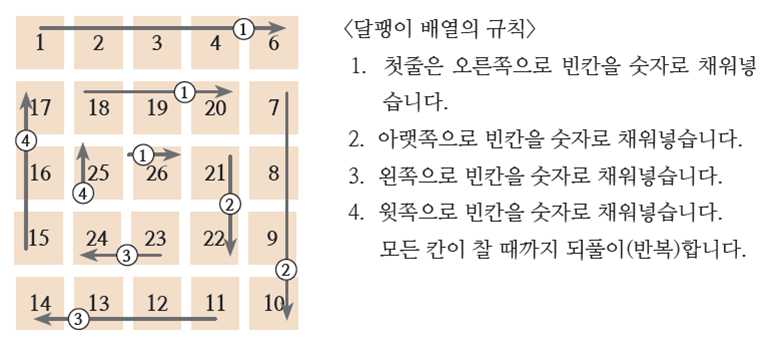 1 2 3 4 6 ①
17 18 19 20 7 ①
16 25 26 21 8 ④ ④ ① ②
15 24 23 22 9 ③ ②
14 13 12 11 10 ③
〈달팽이 배열의 규칙〉
1. 첫줄은 오른쪽으로 빈칸을 숫자로 채워넣
습니다.
2. 아랫쪽으로 빈칸을 숫자로 채워넣습니다.
3. 왼쪽으로 빈칸을 숫자로 채워넣습니다.
4. 윗쪽으로 빈칸을 숫자로 채워넣습니다.
모든 칸이 찰 때까지 되풀이(반복)합니다.